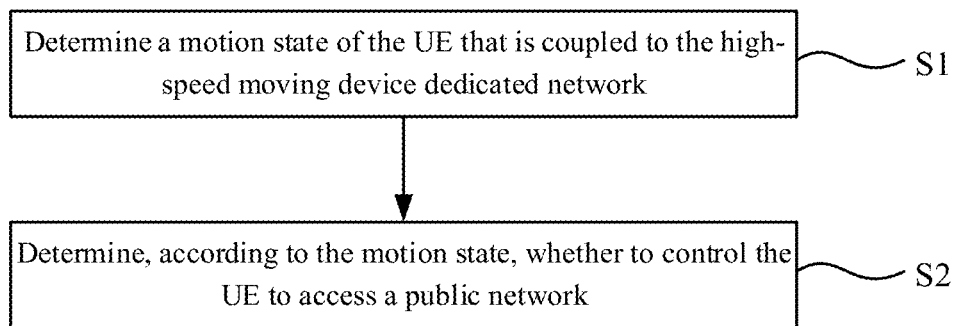 Determine a motion state of the UE that is coupled to the high-
speed moving device dedicated network
S1
Determine, according to the motion state, whether to control the
UE to access a public network
S2